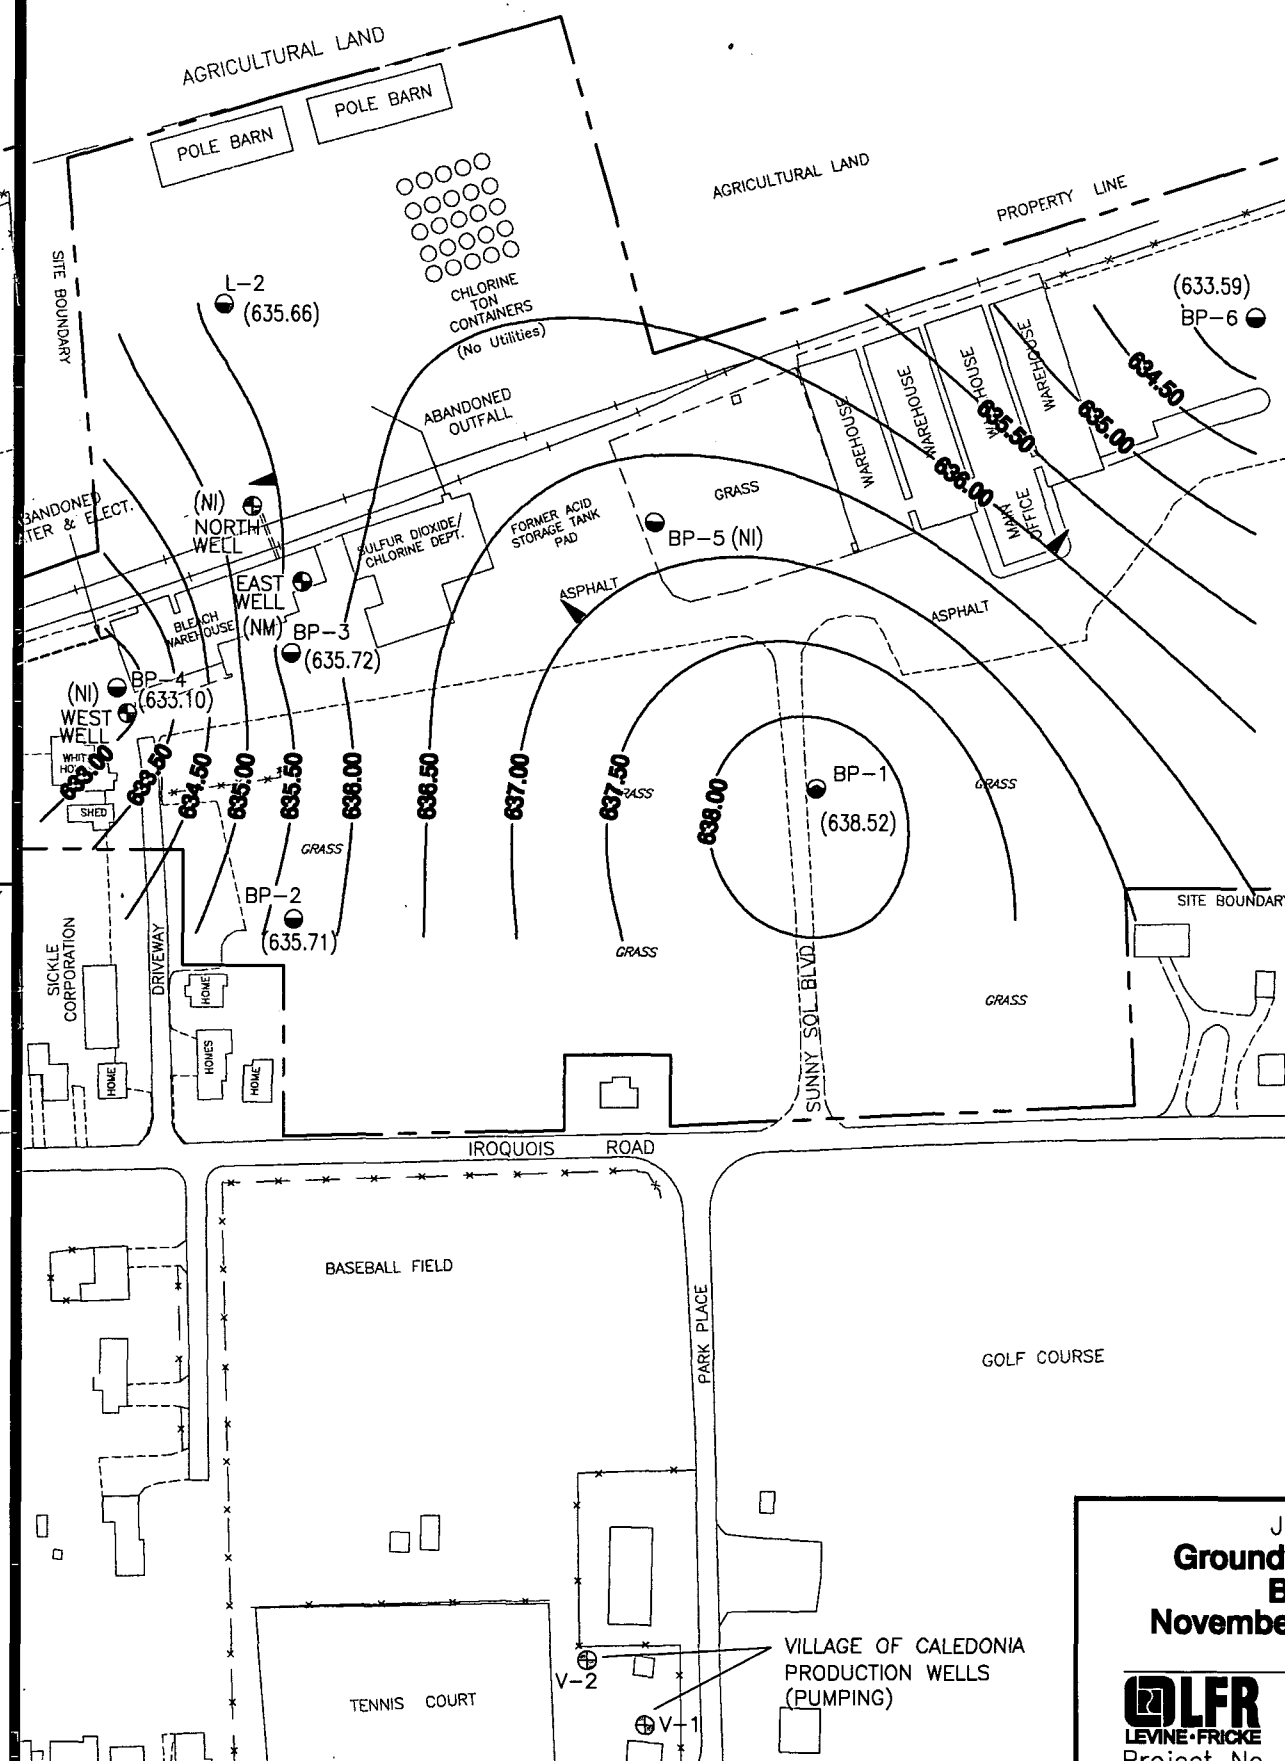 AGRICULTURAL LAND
POLE BARN
POLE BARN
AGRICULTURAL LAND
PROPERTY LINE
SITE BOUNDARY
L-2
(635.66)
CHLORINE
TON
CONTAINERS
(No Utilities)
(633.59)
BP-6
634.50
635.00
635.50
636.00
WAREHOUSE
WAREHOUSE
WAREHOUSE
MAIN
OFFICE
ABANDONED
OUTFALL
(NI)
NORTH
WELL
& ELECT.
SULFUR DIOXIDE/
CHLORINE DEPT.
FORMER ACID
STORAGE TANK
PAD
GRASS
BP-5 (NI)
ASPHALT
ASPHALT
EAST
WELL
(NM)
BLEACH
WAREHOUSE
BP-3
(635.72)
BP-4
(633.10)
(NI)
WEST
WELL
633.00
633.50
634.50
635.00
635.50
636.00
636.50
637.00
637.50
638.00
SHED
BP-1
(638.52)
GRASS
GRASS
BP-2
(635.71)
GRASS
GRASS
SITE BOUNDARY
SICKLE
CORPORATION
DRIVEWAY
HOME
HOMES
HOME
HOME
SUNNY SOL BLVD
IROQUOIS ROAD
BASEBALL FIELD
PARK PLACE
GOLF COURSE
TENNIS COURT
V-2
V-1
VILLAGE OF CALEDONIA
PRODUCTION WELLS
(PUMPING)
J
Ground
B
Novembe
LFR
LEVINE•FRICKE
Project No